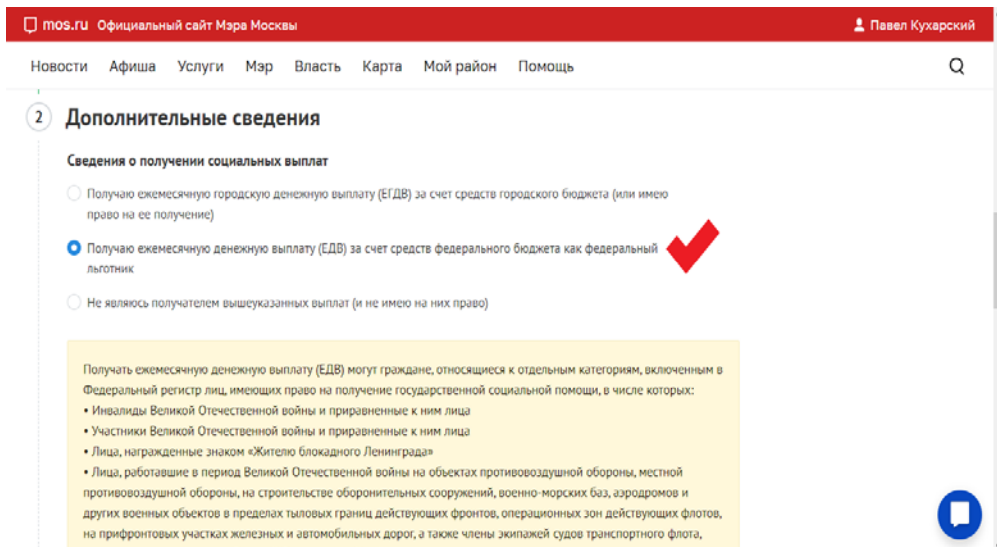 mos.ru Официальный сайт Мэра Москвы
Павел Кухарский
Новости Афиша Услуги Мэр Власть Карта Мой район Помощь
2 Дополнительные сведения
Сведения о получении социальных выплат
Получаю ежемесячную городскую денежную выплату (ЕГДВ) за счет средств городского бюджета (или имею
право на ее получение)
Получаю ежемесячную денежную выплату (ЕДВ) за счет средств федерального бюджета как федеральный
льготник
Не являюсь получателем вышеуказанных выплат (и не имею на них право)
Получать ежемесячную денежную выплату (ЕДВ) могут граждане, относящиеся к отдельным категориям, включенным в
Федеральный регистр лиц, имеющих право на получение государственной социальной помощи, в числе которых:
• Инвалиды Великой Отечественной войны и приравненные к ним лица
• Участники Великой Отечественной войны и приравненные к ним лица
• Лица, награжденные знаком «Жителю блокадного Ленинграда»
• Лица, работавшие в период Великой Отечественной войны на объектах противовоздушной обороны, местной
противовоздушной обороны, на строительстве оборонительных сооружений, военно-морских баз, аэродромов и
других военных объектов в пределах тыловых границ действующих фронтов, операционных зон действующих флотов,
на прифронтовых участках железных и автомобильных дорог, а также члены экипажей судов транспортного флота,